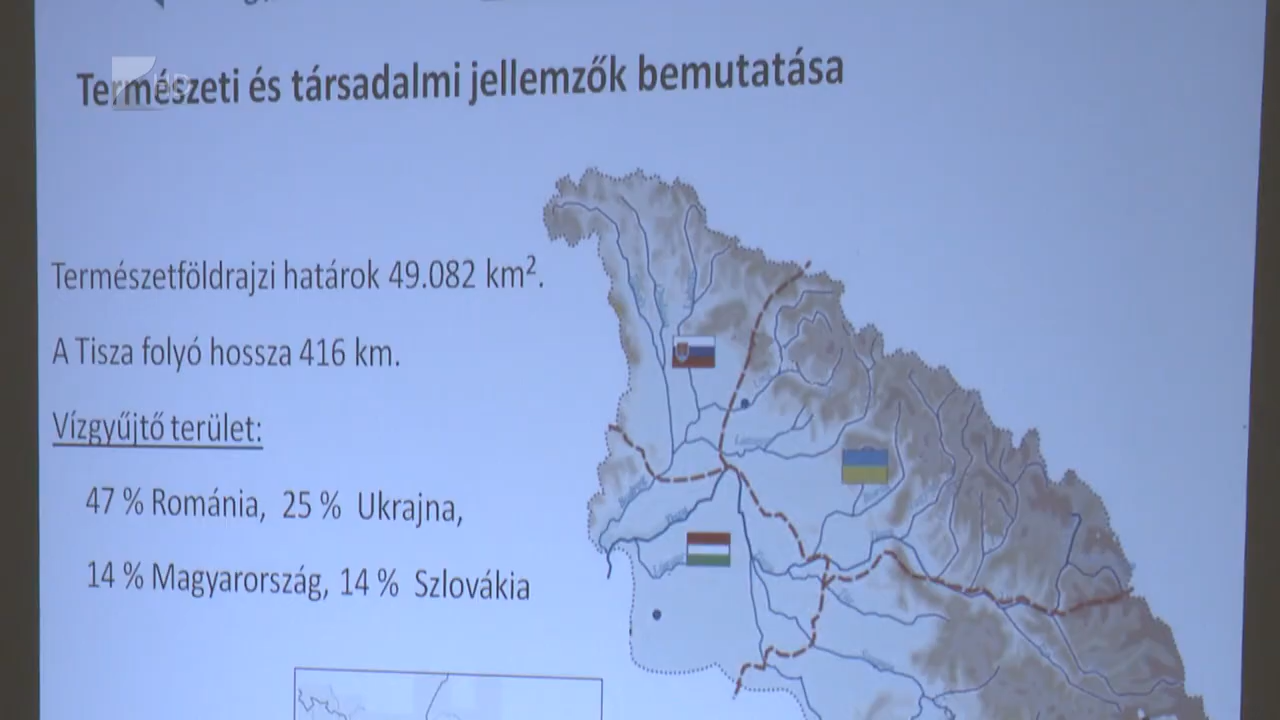 Természeti és társadalmi jellemzők bemutatása
HD
Természetföldrajzi határok 49.082 km².
A Tisza folyó hossza 416 km.
Vízgyűjtő terület:
47 % Románia, 25 % Ukrajna,
14 % Magyarország, 14 % Szlovákia